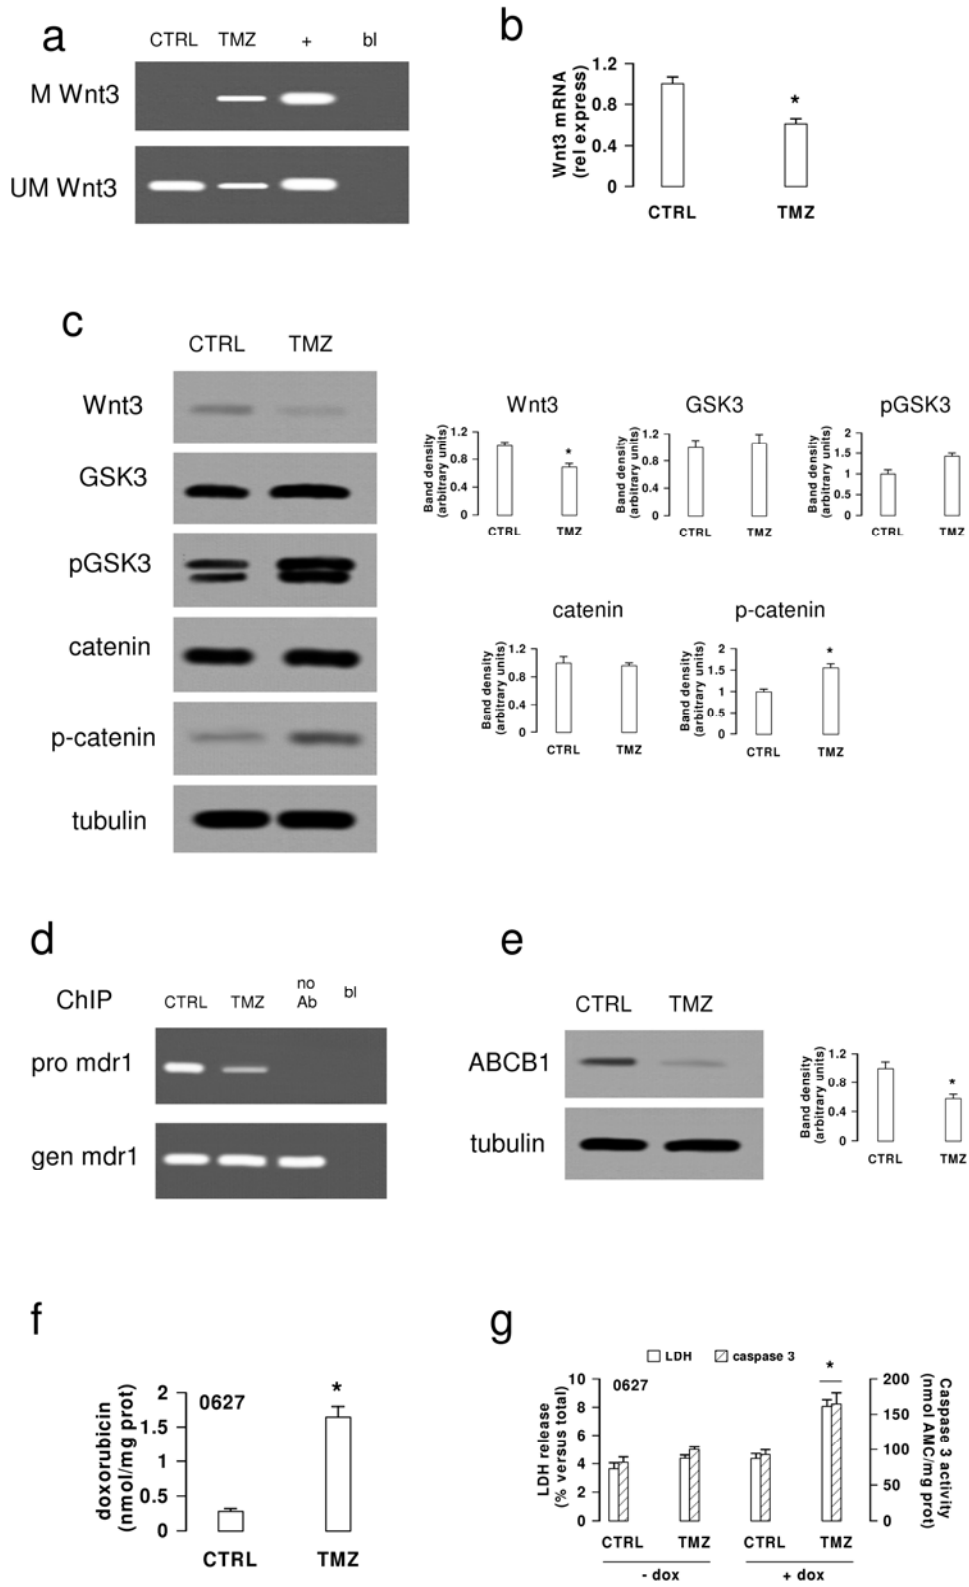 a
CTRL TMZ + bl
M Wnt3
UM Wnt3
b
Wnt3 mRNA
(rel express)
1.2
0.8
0.4
0
*
CTRL TMZ
c
CTRL TMZ
Wnt3
GSK3
pGSK3
catenin
p-catenin
tubulin
Wnt3
Band density
(arbitrary units)
1.2
0.8
0.4
0
*
CTRL TMZ
GSK3
Band density
(arbitrary units)
1.2
0.8
0.4
0
CTRL TMZ
pGSK3
Band density
(arbitrary units)
2
1.5
1
0.5
0
CTRL TMZ
catenin
Band density
(arbitrary units)
1.2
0.8
0.4
0
CTRL TMZ
p-catenin
Band density
(arbitrary units)
2
1.5
1
0.5
0
*
CTRL TMZ
d
ChIP
CTRL TMZ no Ab bl
pro mdr1
gen mdr1
e
CTRL TMZ
ABCB1
tubulin
Band density
(arbitrary units)
1.2
0.8
0.4
0
*
CTRL TMZ
f
doxorubicin
(nmol/mg prot)
2
1.5
1
0.5
0
0627
*
CTRL TMZ
g
LDH caspase 3
LDH release
(% versus total)
10
8
6
4
2
0
0627
*
200
150
100
50
0
Caspase 3 activity
(nmol AMC/mg prot)
CTRL TMZ CTRL TMZ
- dox + dox